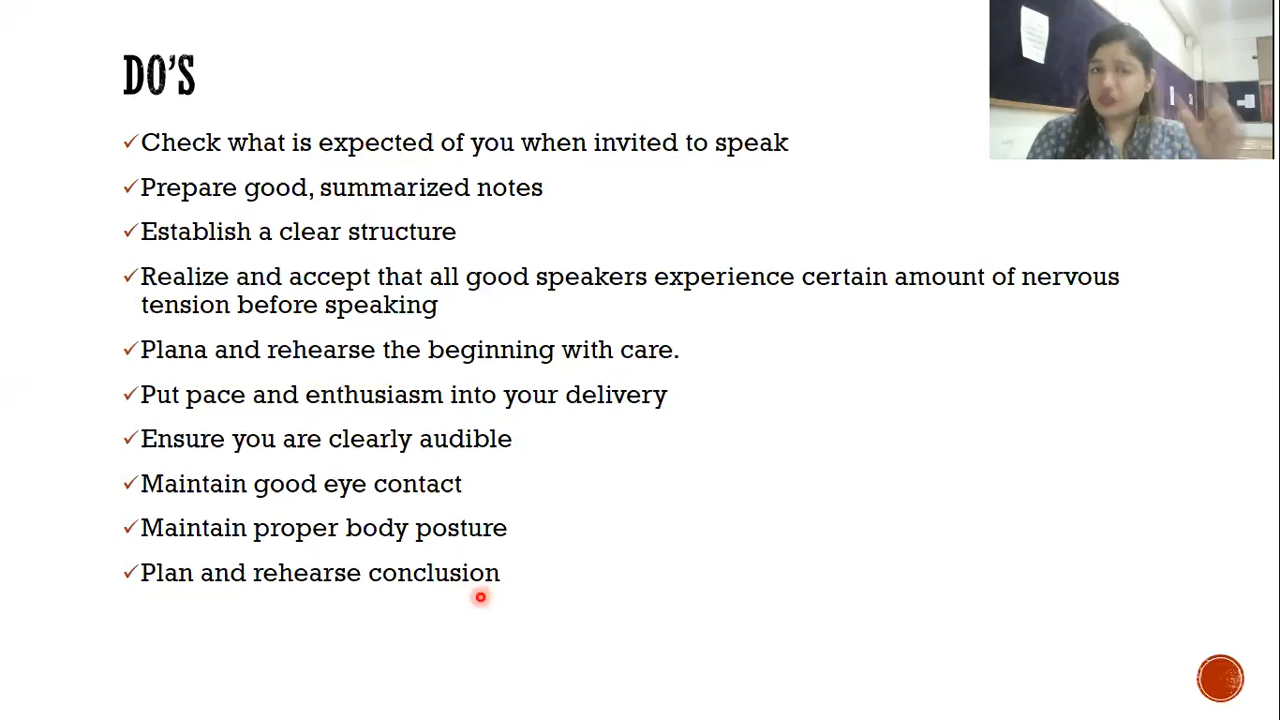 DO'S
✓Check what is expected of you when invited to speak
✓Prepare good, summarized notes
✓Establish a clear structure
✓Realize and accept that all good speakers experience certain amount of nervous
tension before speaking
✓Plana and rehearse the beginning with care.
✓Put pace and enthusiasm into your delivery
✓Ensure you are clearly audible
✓Maintain good eye contact
✓Maintain proper body posture
✓Plan and rehearse conclusion